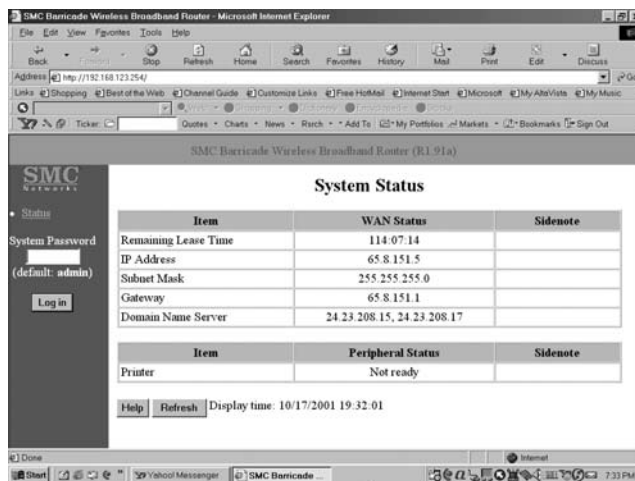 SMC Barricade Wireless Broadband Router - Microsoft Internet Explorer
File Edit View Favorites Tools Help
Back Forward Stop Refresh Home Search Favorites History Mail Print Edit Discuss
Address http://192.168.123.254/
Links Shopping Best of the Web Channel Guide Customize Links Free HotMail Internet Start Microsoft My AltaVista My Music
Ticker: Quotes Charts News Rsrch Add To My Portfolios Markets Bookmarks Sign Out
SMC Barricade Wireless Broadband Router (R1.91a)
SMC
Networks
System Status
Status
System Password
(default: admin)
Log in
Item WAN Status Sidenote
Remaining Lease Time 114:07:14
IP Address 65.8.151.5
Subnet Mask 255.255.255.0
Gateway 65.8.151.1
Domain Name Server 24.23.208.15, 24.23.208.17
Item Peripheral Status Sidenote
Printer Not ready
Help Refresh Display time: 10/17/2001 19:32:01
Done Internet
Start Yahoo! Messenger SMC Barricade ... 7:33 PM